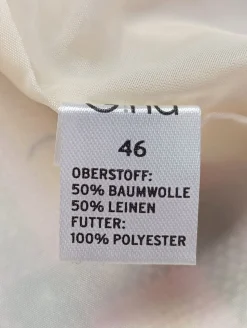 46
OBERSTOFF:
50% BAUMWOLLE
50% LEINEN
FUTTER:
100% POLYESTER